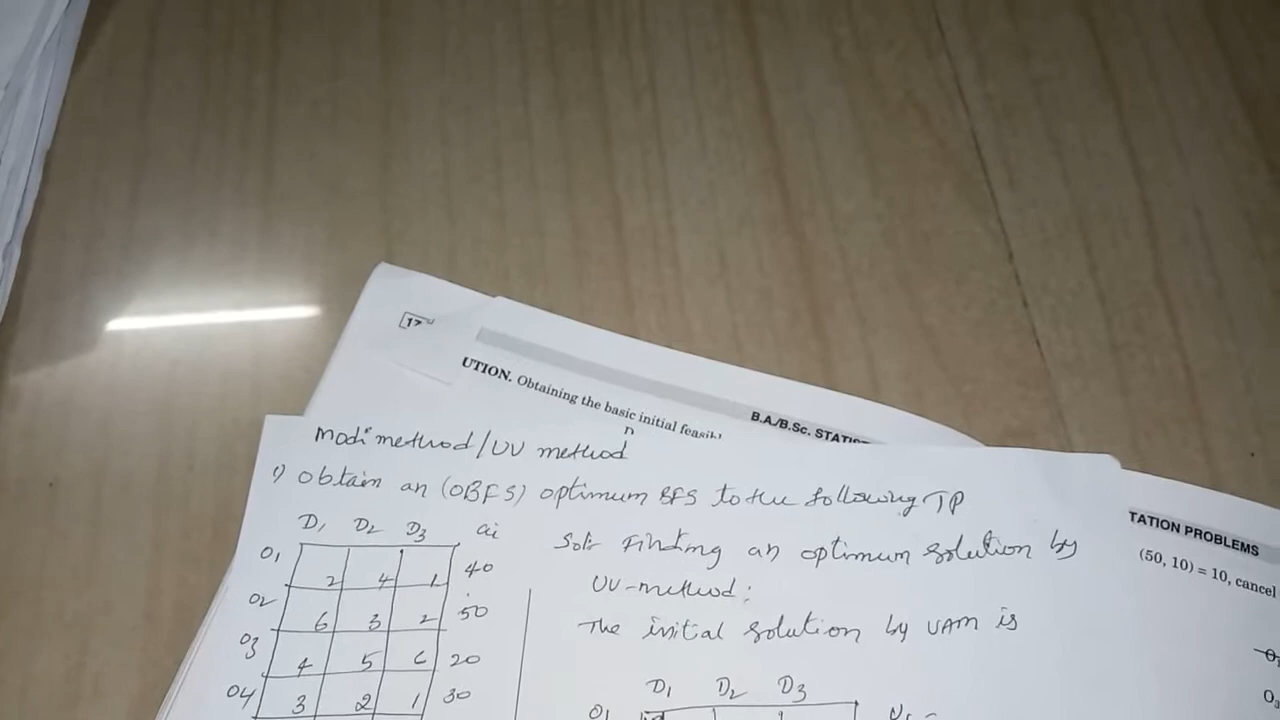 UTION. Obtaining the basic initial
B.A./B.Sc.
Modi method/UV method
1) Obtain an (OBFS) optimum BFS to the following TP
D1 D2 D3 ai
O1 2 4 1 40
O2 6 3 2 50
O3 4 5 6 20
O4 3 2 1 30
Sol: Finding an optimum solution by
UV-method:
The initial solution by VAM is
D1 D2 D3
O1
TATION PROBLEMS
(50, 10) = 10, cancel